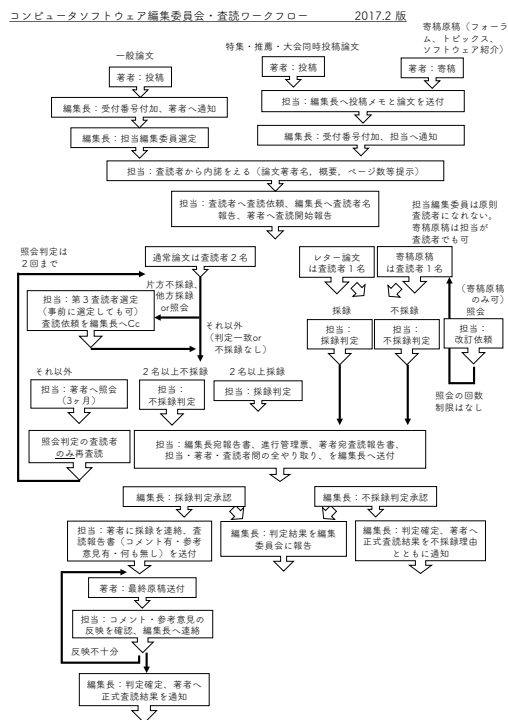 コンピュータソフトウェア編集委員会・査読ワークフロー 2017.2 版
寄稿原稿（フォーラ
ム、トピックス、
ソフトウェア紹介）
特集・推薦・大会同時投稿論文
一般論文
著者：投稿
著者：投稿
著者：寄稿
編集長：受付番号付加、著者へ通知
担当：編集長へ投稿メモと論文を送付
編集長：担当編集委員選定
編集長：受付番号付加、担当へ通知
担当：査読者から内諾をえる（論文著者名，概要，ページ数等提示）
担当：査読者へ査読依頼、編集長へ査読者名
報告、著者へ査読開始報告
担当編集委員は原則
査読者になれない。
寄稿原稿は担当が
査読者でも可
照会判定は
２回まで
通常論文は査読者２名
レター論文
は査読者１名
寄稿原稿
は査読者１名
片方不採録、
他方採録
or照会
（寄稿原稿
のみ可）
照会
担当：第３査読者選定
（事前に選定しても可）
査読依頼を編集長へCc
採録
不採録
それ以外
（判定一致or
不採録なし）
担当：
採録判定
担当：
不採録判定
担当：
改訂依頼
それ以外
２名以上不採録
２名以上採録
担当：著者へ照会
（3ヶ月）
担当：
不採録判定
担当：採録判定
照会の回数
制限はなし
照会判定の査読者
のみ再査読
担当：編集長宛報告書、進行管理票、著者宛査読報告書、
担当・著者・査読者間の全やり取り、を編集長へ送付
編集長：採録判定承認
編集長：不採録判定承認
担当：著者に採録を連絡、査
読報告書（コメント有・参考
意見有・何も無し）を送付
編集長：判定結果を編集
委員会に報告
編集長：判定確定、著者へ
正式査読結果を不採録理由
とともに通知
著者：最終原稿送付
担当：コメント・参考意見の
反映を確認、編集長へ連絡
反映不十分
編集長：判定確定、著者へ
正式査読結果を通知